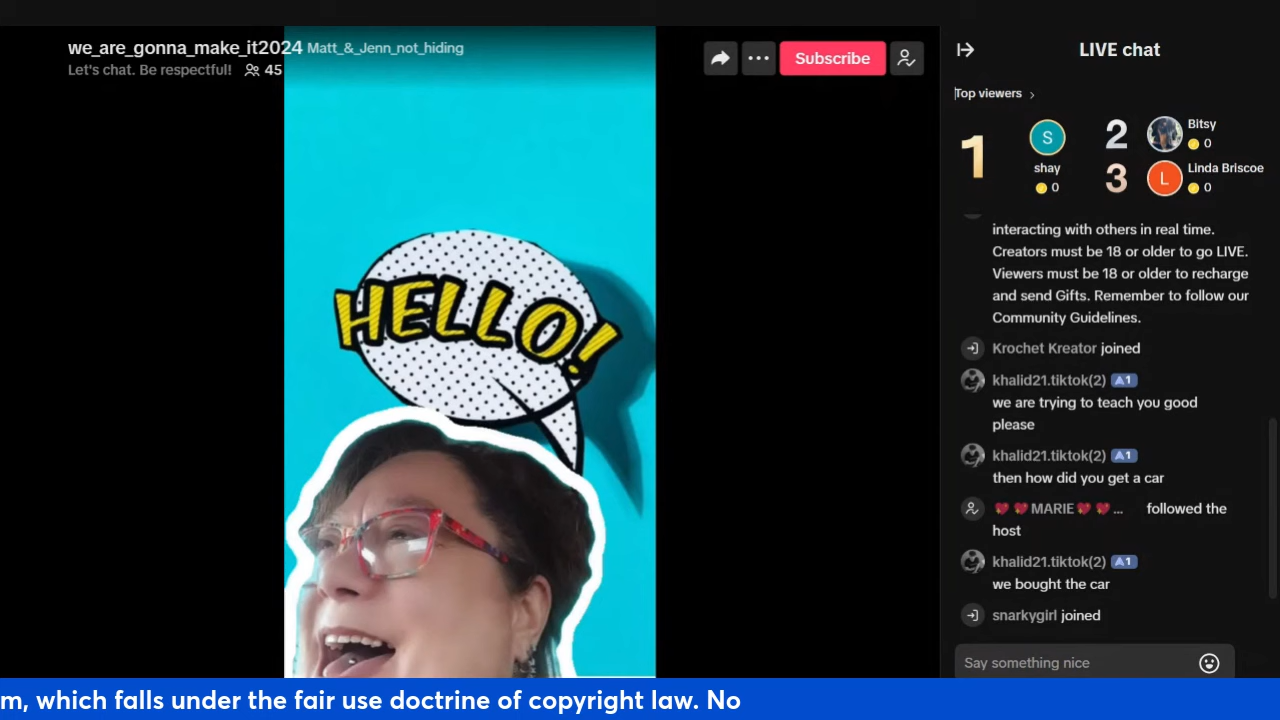 we_are_gonna_make_it2024 Matt_&_Jenn_not_hiding
Let's chat. Be respectful! 45
Subscribe
HELLO!
LIVE chat
Top viewers
1
S
shay
0
2
Bitsy
0
3
L
Linda Briscoe
0
interacting with others in real time.
Creators must be 18 or older to go LIVE.
Viewers must be 18 or older to recharge
and send Gifts. Remember to follow our
Community Guidelines.
Krochet Kreator joined
khalid21.tiktok(2) 1
we are trying to teach you good
please
khalid21.tiktok(2) 1
then how did you get a car
💘💘MARIE💘💘... followed the
host
khalid21.tiktok(2) 1
we bought the car
snarkygirl joined
Say something nice
m, which falls under the fair use doctrine of copyright law. No